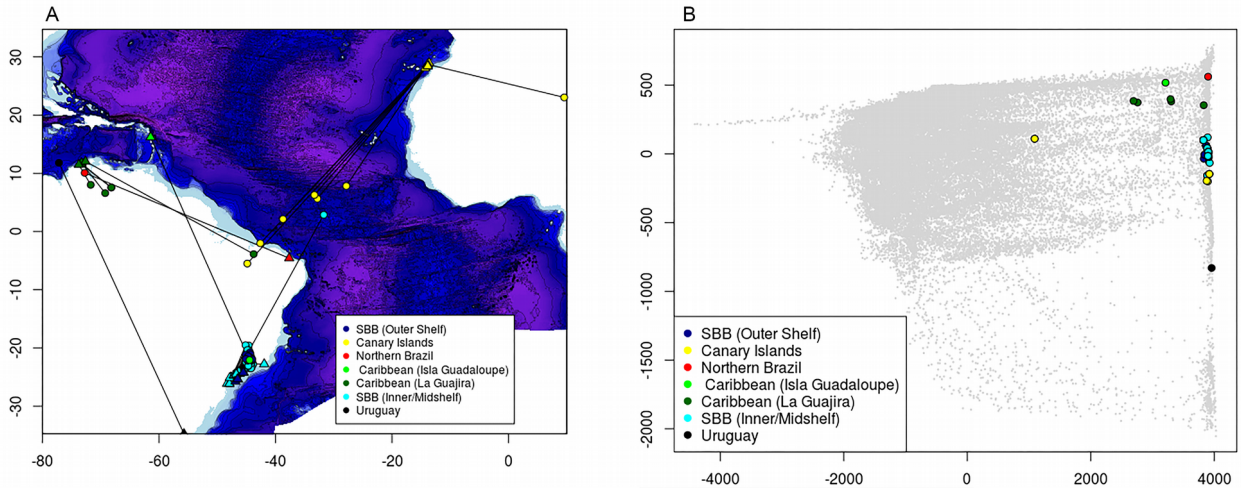 A
B
30
20
10
0
-10
-20
-30
-80
-60
-40
-20
0
SBB (Outer Shelf)
Canary Islands
Northern Brazil
Caribbean (Isla Guadaloupe)
Caribbean (La Guajira)
SBB (Inner/Midshelf)
Uruguay
500
0
-500
-1000
-1500
-2000
-4000
-2000
0
2000
4000
SBB (Outer Shelf)
Canary Islands
Northern Brazil
Caribbean (Isla Guadaloupe)
Caribbean (La Guajira)
SBB (Inner/Midshelf)
Uruguay